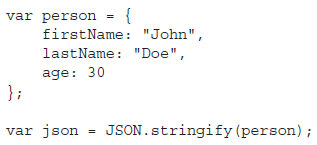 var person = {
    firstName: "John",
    lastName: "Doe",
    age: 30
};

var json = JSON.stringify(person);